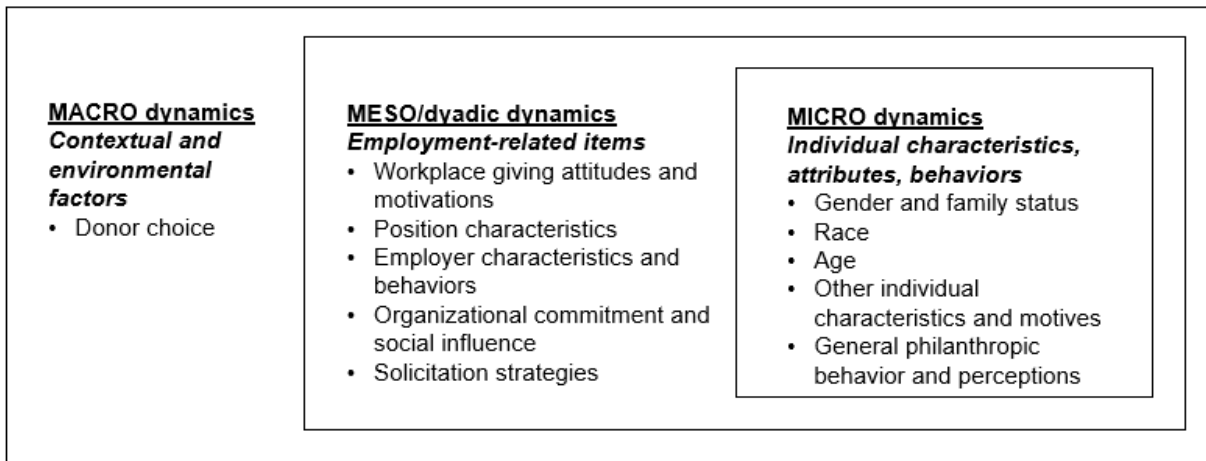 MACRO dynamics
Contextual and
environmental
factors
• Donor choice
MESO/dyadic dynamics
Employment-related items
• Workplace giving attitudes and
motivations
• Position characteristics
• Employer characteristics and
behaviors
• Organizational commitment and
social influence
• Solicitation strategies
MICRO dynamics
Individual characteristics,
attributes, behaviors
• Gender and family status
• Race
• Age
• Other individual
characteristics and motives
• General philanthropic
behavior and perceptions